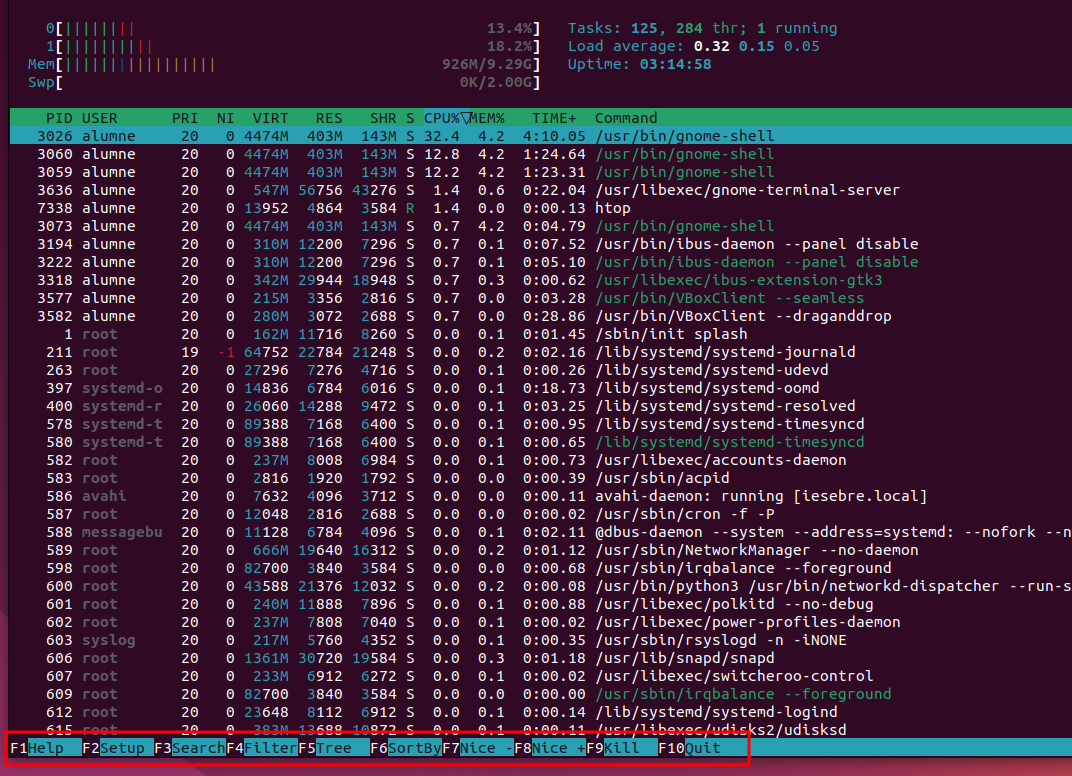 0[||||||||                                      13.4%]   Tasks: 125, 284 thr; 1 running
1[||||||||||                                    18.2%]   Load average: 0.32 0.15 0.05
Mem[|||||||||||||||||                      926M/9.29G]   Uptime: 03:14:58
Swp[                                         0K/2.00G]
PID USER PRI NI VIRT RES SHR S CPU%▽MEM% TIME+ Command
3026 alumne 20 0 4474M 403M 143M S 32.4 4.2 4:10.05 /usr/bin/gnome-shell
3060 alumne 20 0 4474M 403M 143M S 12.8 4.2 1:24.64 /usr/bin/gnome-shell
3059 alumne 20 0 4474M 403M 143M S 12.2 4.2 1:23.31 /usr/bin/gnome-shell
3636 alumne 20 0 547M 56756 43276 S 1.4 0.6 0:22.04 /usr/libexec/gnome-terminal-server
7338 alumne 20 0 13952 4864 3584 R 1.4 0.0 0:00.13 htop
3073 alumne 20 0 4474M 403M 143M S 0.7 4.2 0:04.79 /usr/bin/gnome-shell
3194 alumne 20 0 310M 12200 7296 S 0.7 0.1 0:07.52 /usr/bin/ibus-daemon --panel disable
3222 alumne 20 0 310M 12200 7296 S 0.7 0.1 0:05.10 /usr/bin/ibus-daemon --panel disable
3318 alumne 20 0 342M 29944 18948 S 0.7 0.3 0:00.62 /usr/libexec/ibus-extension-gtk3
3577 alumne 20 0 215M 3356 2816 S 0.7 0.0 0:03.28 /usr/bin/VBoxClient --seamless
3582 alumne 20 0 280M 3072 2688 S 0.7 0.0 0:28.86 /usr/bin/VBoxClient --draganddrop
1 root 20 0 162M 11716 8260 S 0.0 0.1 0:01.45 /sbin/init splash
211 root 19 -1 64752 22784 21248 S 0.0 0.2 0:02.16 /lib/systemd/systemd-journald
263 root 20 0 27296 7276 4716 S 0.0 0.1 0:00.26 /lib/systemd/systemd-udevd
397 systemd-o 20 0 14836 6784 6016 S 0.0 0.1 0:18.73 /lib/systemd/systemd-oomd
400 systemd-r 20 0 26060 14288 9472 S 0.0 0.1 0:03.25 /lib/systemd/systemd-resolved
578 systemd-t 20 0 89388 7168 6400 S 0.0 0.1 0:00.95 /lib/systemd/systemd-timesyncd
580 systemd-t 20 0 89388 7168 6400 S 0.0 0.1 0:00.65 /lib/systemd/systemd-timesyncd
582 root 20 0 237M 8008 6984 S 0.0 0.1 0:00.73 /usr/libexec/accounts-daemon
583 root 20 0 2816 1920 1792 S 0.0 0.0 0:00.39 /usr/sbin/acpid
586 avahi 20 0 7632 4096 3712 S 0.0 0.0 0:00.11 avahi-daemon: running [iesebre.local]
587 root 20 0 12048 2816 2688 S 0.0 0.0 0:00.02 /usr/sbin/cron -f -P
588 messagebu 20 0 11128 6784 4096 S 0.0 0.1 0:02.11 @dbus-daemon --system --address=systemd: --nofork --n
589 root 20 0 666M 19640 16312 S 0.0 0.2 0:01.12 /usr/sbin/NetworkManager --no-daemon
598 root 20 0 82700 3840 3584 S 0.0 0.0 0:00.68 /usr/sbin/irqbalance --foreground
600 root 20 0 43588 21376 12032 S 0.0 0.2 0:00.08 /usr/bin/python3 /usr/bin/networkd-dispatcher --run-s
601 root 20 0 240M 11888 7896 S 0.0 0.1 0:00.88 /usr/libexec/polkitd --no-debug
602 root 20 0 237M 7808 7040 S 0.0 0.1 0:00.02 /usr/libexec/power-profiles-daemon
603 syslog 20 0 217M 5760 4352 S 0.0 0.1 0:00.35 /usr/sbin/rsyslogd -n -iNONE
606 root 20 0 1361M 30720 19584 S 0.0 0.3 0:01.18 /usr/lib/snapd/snapd
607 root 20 0 233M 6912 6272 S 0.0 0.1 0:00.02 /usr/libexec/switcheroo-control
609 root 20 0 82700 3840 3584 S 0.0 0.0 0:00.00 /usr/sbin/irqbalance --foreground
612 root 20 0 23648 8112 6912 S 0.0 0.1 0:00.14 /lib/systemd/systemd-logind
615 root 20 0 383M 13688 10872 S 0.0 0.1 0:00.11 /usr/libexec/udisks2/udisksd
F1Help F2Setup F3SearchF4FilterF5Tree F6SortByF7Nice -F8Nice +F9Kill F10Quit